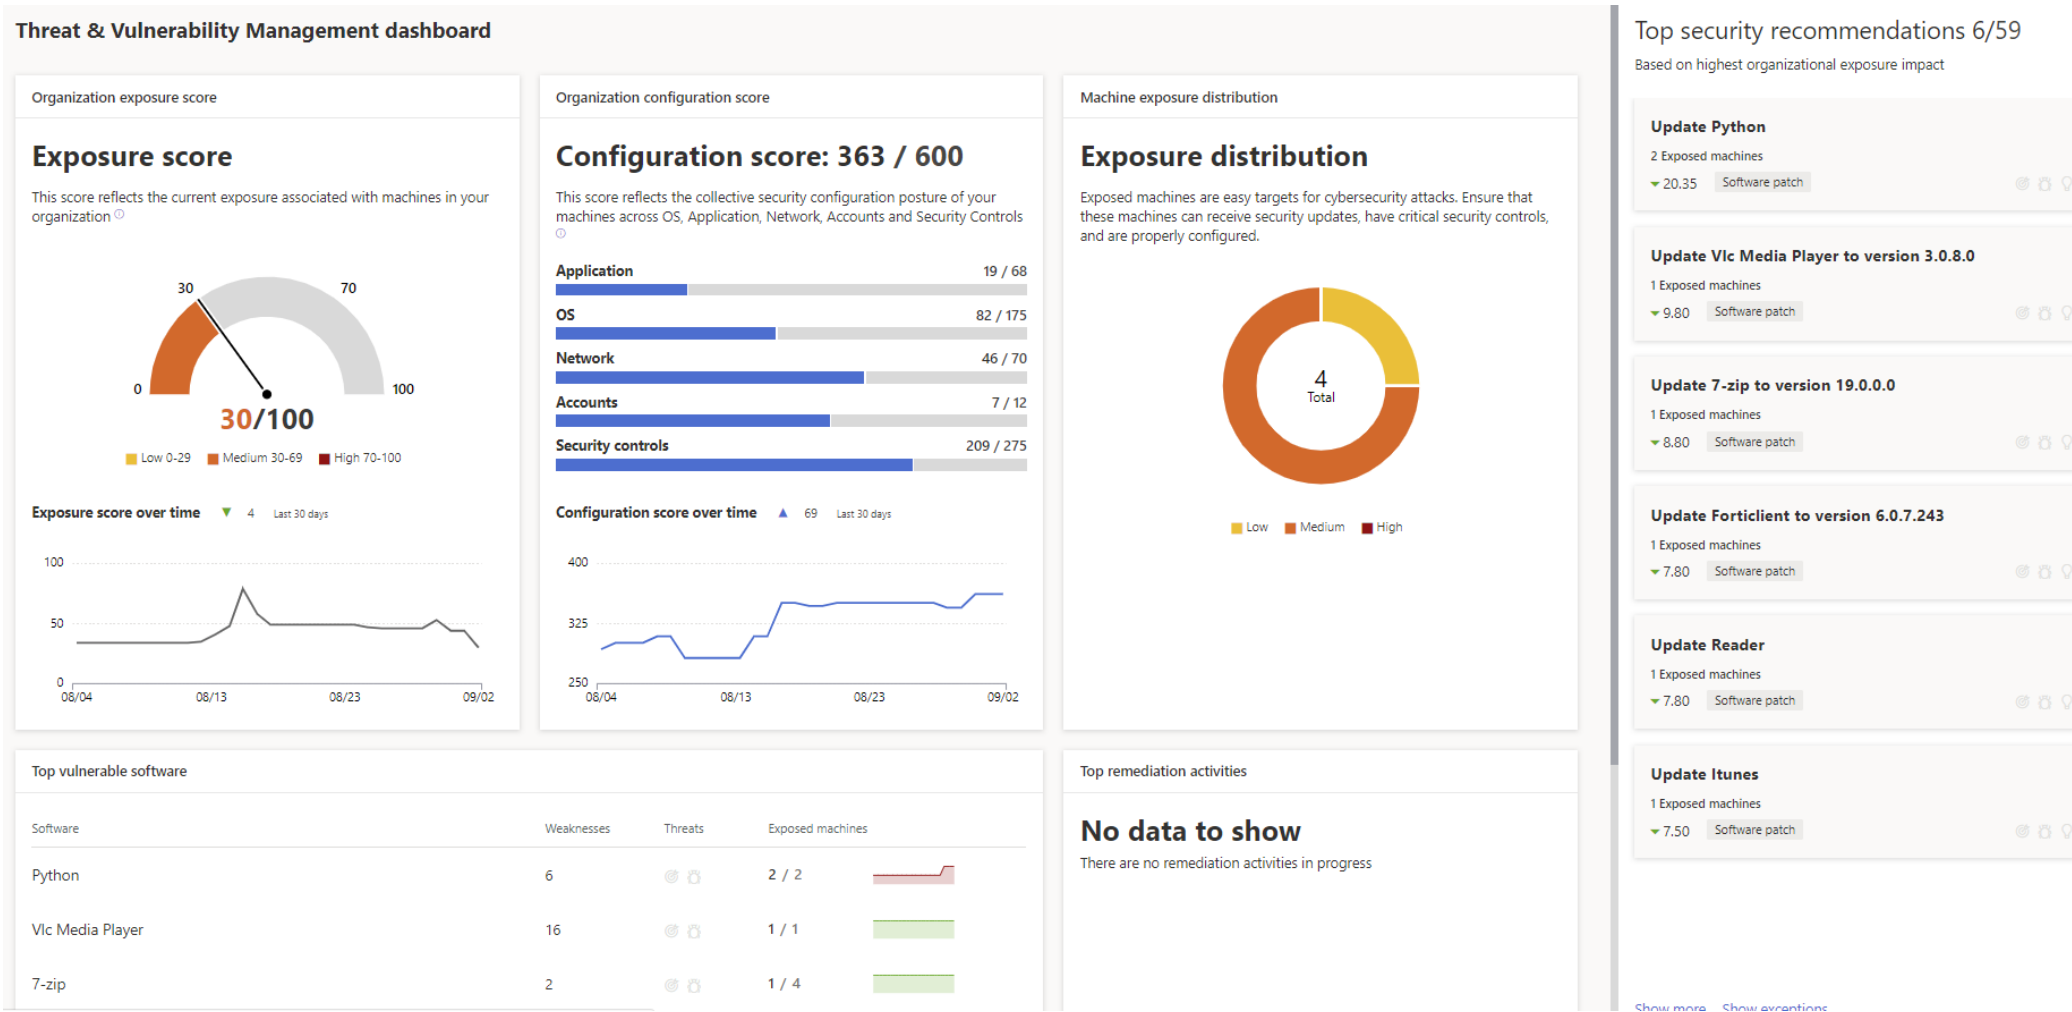 Threat & Vulnerability Management dashboard
Organization exposure score
Exposure score
This score reflects the current exposure associated with machines in your
organization
30
70
0
100
30/100
Low 0-29 Medium 30-69 High 70-100
Exposure score over time 4 Last 30 days
100
50
0
08/04 08/13 08/23 09/02
Organization configuration score
Configuration score: 363 / 600
This score reflects the collective security configuration posture of your
machines across OS, Application, Network, Accounts and Security Controls
Application 19 / 68
OS 82 / 175
Network 46 / 70
Accounts 7 / 12
Security controls 209 / 275
Configuration score over time 69 Last 30 days
400
325
250
08/04 08/13 08/23 09/02
Machine exposure distribution
Exposure distribution
Exposed machines are easy targets for cybersecurity attacks. Ensure that
these machines can receive security updates, have critical security controls,
and are properly configured.
4
Total
Low Medium High
Top vulnerable software
Software Weaknesses Threats Exposed machines
Python 6 2 / 2
Vlc Media Player 16 1 / 1
7-zip 2 1 / 4
Top remediation activities
No data to show
There are no remediation activities in progress
Top security recommendations 6/59
Based on highest organizational exposure impact
Update Python
2 Exposed machines
20.35 Software patch
Update Vlc Media Player to version 3.0.8.0
1 Exposed machines
9.80 Software patch
Update 7-zip to version 19.0.0.0
1 Exposed machines
8.80 Software patch
Update Forticlient to version 6.0.7.243
1 Exposed machines
7.80 Software patch
Update Reader
1 Exposed machines
7.80 Software patch
Update Itunes
1 Exposed machines
7.50 Software patch
Show more Show exceptions